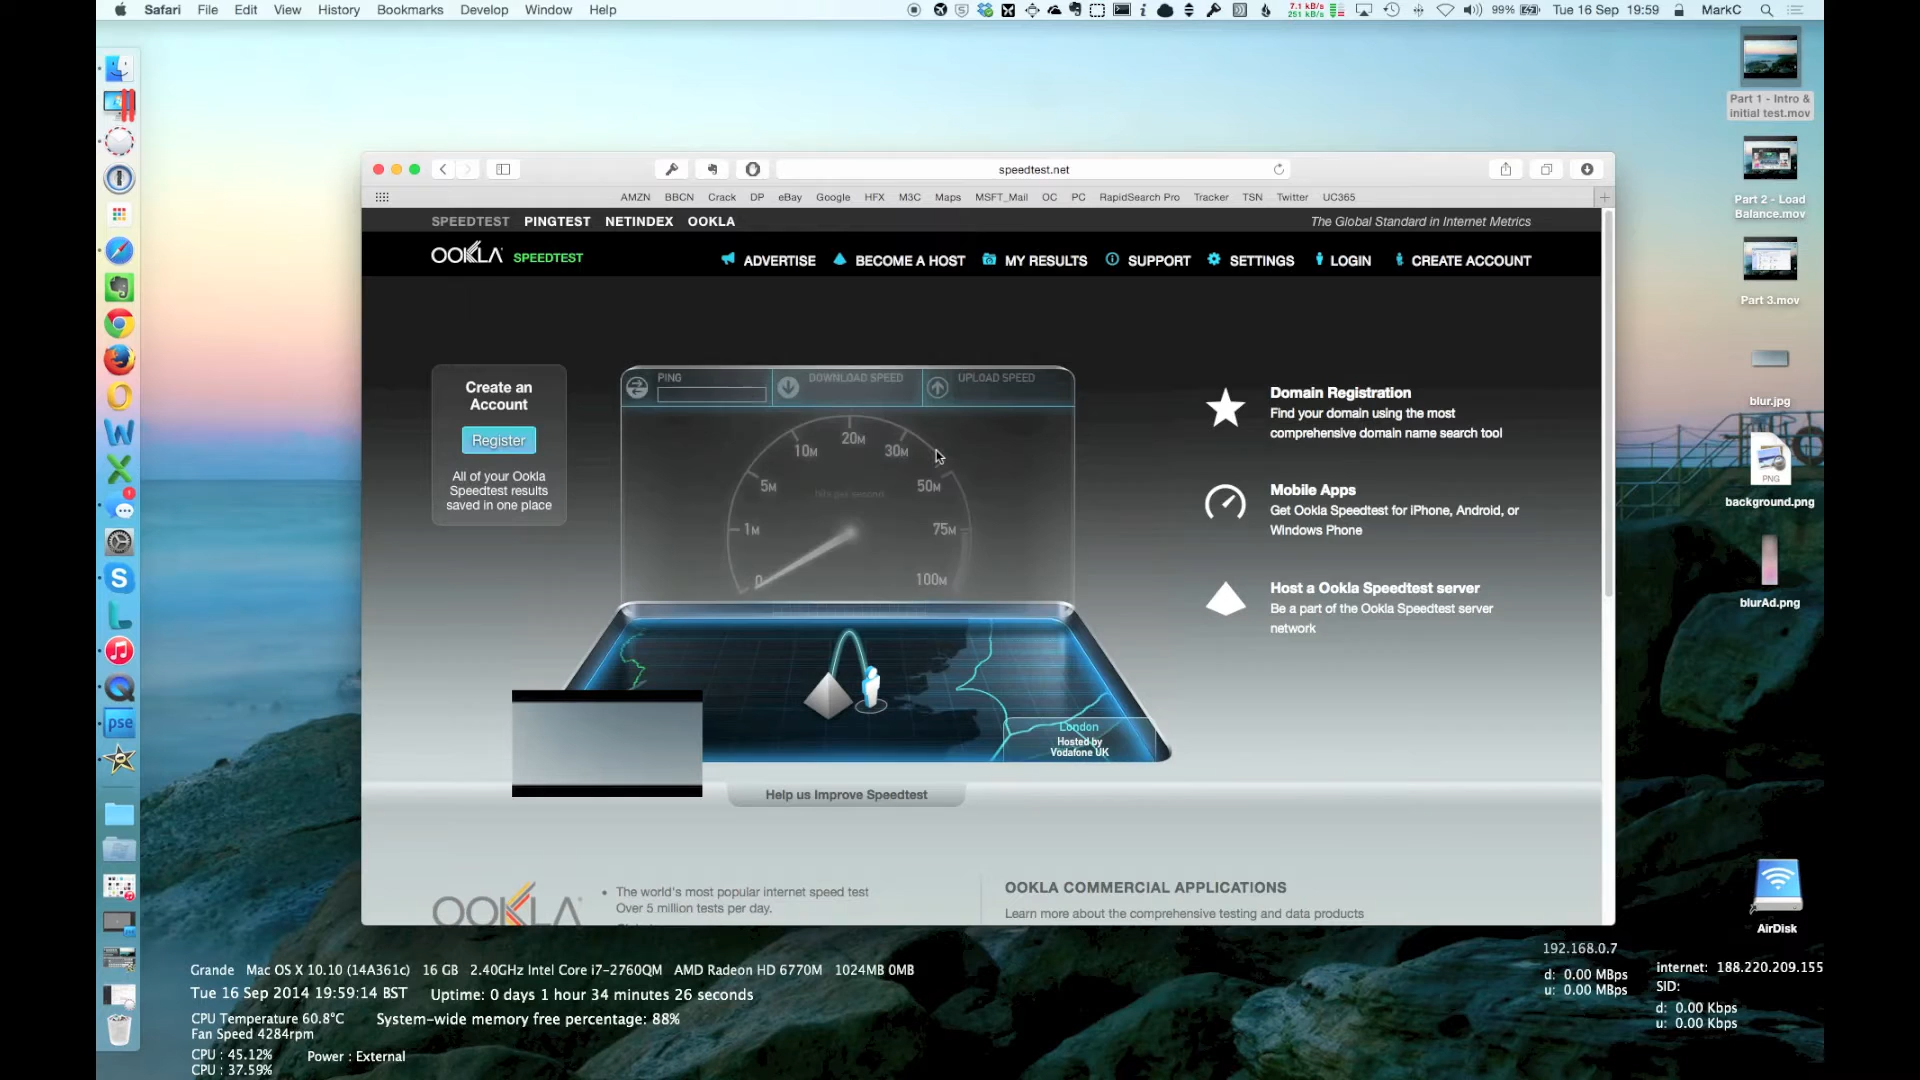 Safari File Edit View History Bookmarks Develop Window Help
7.1 kB/s
251 kB/s
99% Tue 16 Sep 19:59 MarkC
Part 1 - Intro &
initial test.mov
Part 2 - Load
Balance.mov
Part 3.mov
blur.jpg
PNG
background.png
blurAd.png
AirDisk
speedtest.net
AMZN BBCN Crack DP eBay Google HFX M3C Maps MSFT_Mail OC PC RapidSearch Pro Tracker TSN Twitter UC365
SPEEDTEST PINGTEST NETINDEX OOKLA
The Global Standard in Internet Metrics
OOKLA SPEEDTEST
ADVERTISE BECOME A HOST MY RESULTS SUPPORT SETTINGS LOGIN CREATE ACCOUNT
Create an
Account
Register
All of your Ookla
Speedtest results
saved in one place
PING DOWNLOAD SPEED UPLOAD SPEED
0
1M
5M
10M
20M
30M
50M
75M
100M
London
Hosted by
Vodafone UK
Help us Improve Speedtest
Domain Registration
Find your domain using the most
comprehensive domain name search tool
Mobile Apps
Get Ookla Speedtest for iPhone, Android, or
Windows Phone
Host a Ookla Speedtest server
Be a part of the Ookla Speedtest server
network
OOKLA
The world's most popular internet speed test
Over 5 million tests per day.
OOKLA COMMERCIAL APPLICATIONS
Learn more about the comprehensive testing and data products
pse
Grande Mac OS X 10.10 (14A361c) 16 GB 2.40GHz Intel Core i7-2760QM AMD Radeon HD 6770M 1024MB 0MB
Tue 16 Sep 2014 19:59:14 BST Uptime: 0 days 1 hour 34 minutes 26 seconds
CPU Temperature 60.8°C System-wide memory free percentage: 88%
Fan Speed 4284rpm
CPU : 45.12% Power : External
CPU : 37.59%
192.168.0.7
d: 0.00 MBps
u: 0.00 MBps
internet: 188.220.209.155
SID:
d: 0.00 Kbps
u: 0.00 Kbps